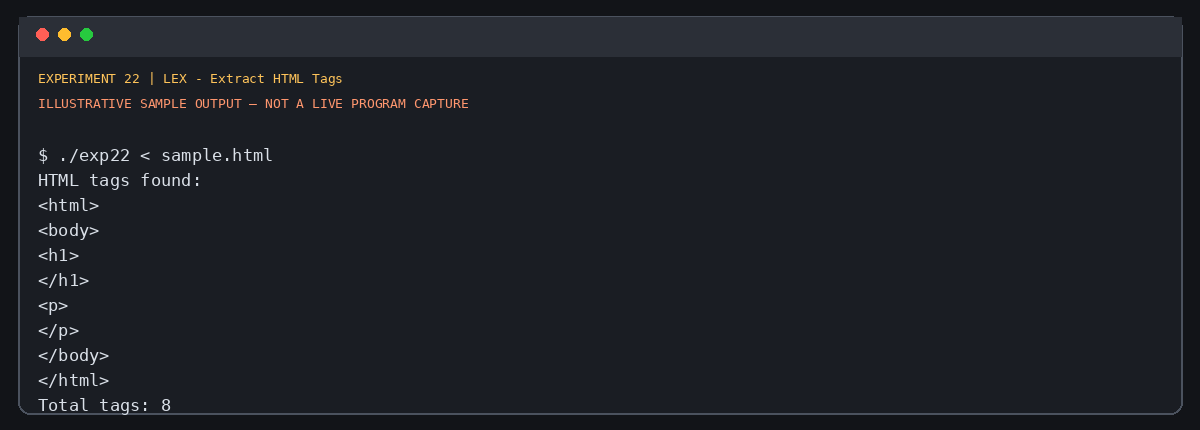 EXPERIMENT 22 | LEX - Extract HTML Tags
ILLUSTRATIVE SAMPLE OUTPUT — NOT A LIVE PROGRAM CAPTURE
$ ./exp22 < sample.html
HTML tags found:
<html>
<body>
<h1>
</h1>
<p>
</p>
</body>
</html>
Total tags: 8